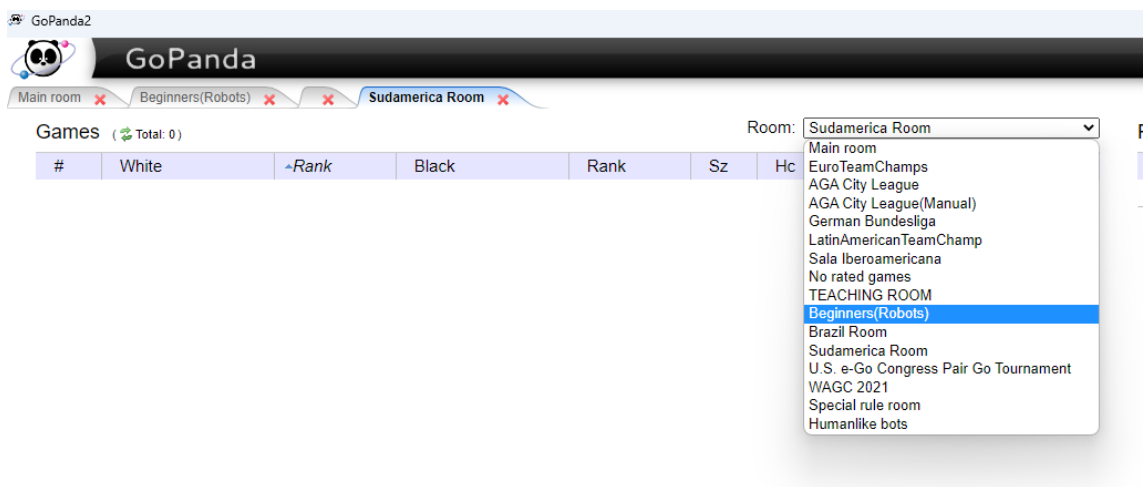 GoPanda2
GoPanda
Main room Beginners(Robots) Sudamerica Room
Games ( Total: 0 ) Room: Sudamerica Room
# White Rank Black Rank Sz Hc
Main room
EuroTeamChamps
AGA City League
AGA City League(Manual)
German Bundesliga
LatinAmericanTeamChamp
Sala Iberoamericana
No rated games
TEACHING ROOM
Beginners(Robots)
Brazil Room
Sudamerica Room
U.S. e-Go Congress Pair Go Tournament
WAGC 2021
Special rule room
Humanlike bots